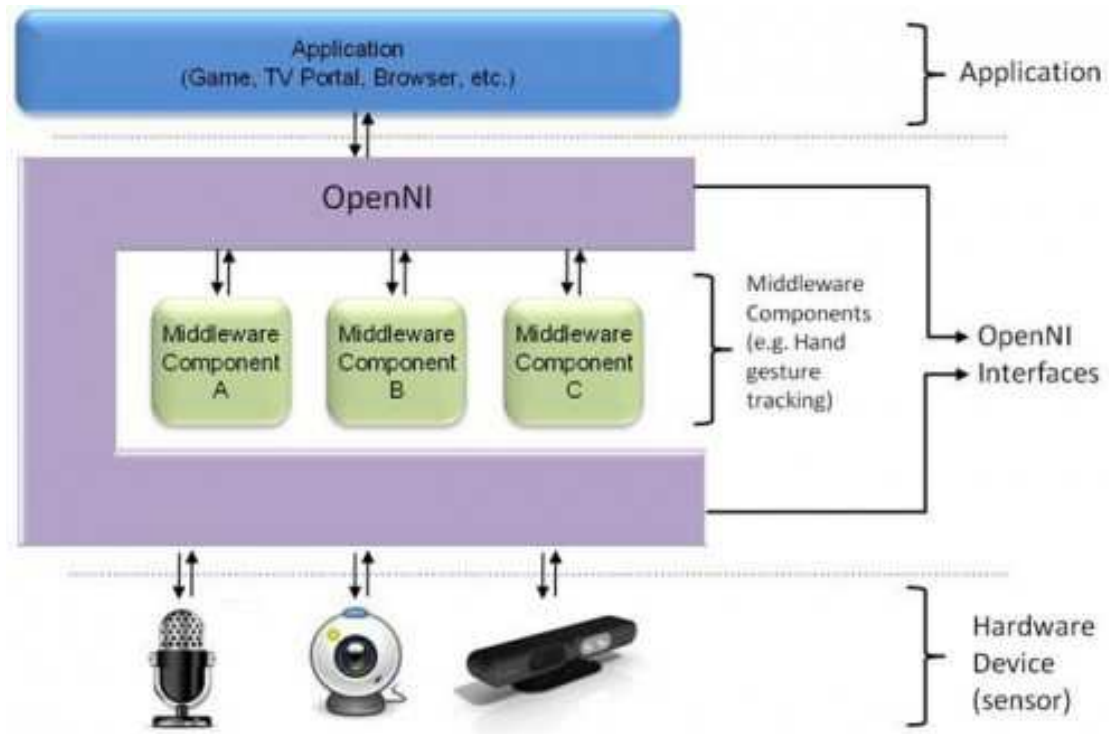 Application
(Game, TV Portal, Browser, etc.)
Application
OpenNI
Middleware
Component
A
Middleware
Component
B
Middleware
Component
C
Middleware
Components
(e.g. Hand
gesture
tracking)
OpenNI
Interfaces
Hardware
Device
(sensor)